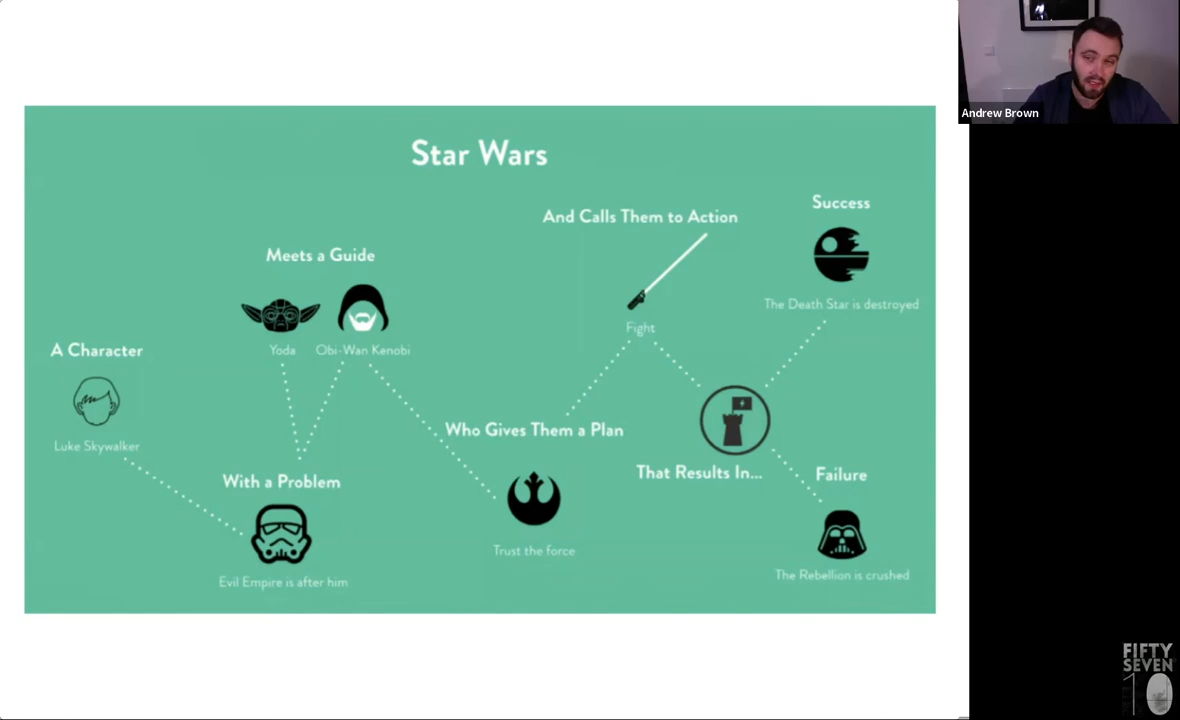 Andrew Brown
Star Wars
Success
And Calls Them to Action
Meets a Guide
The Death Star is destroyed
Fight
A Character
Yoda
Obi-Wan Kenobi
Who Gives Them a Plan
Luke Skywalker
That Results In...
Failure
With a Problem
Trust the force
The Rebellion is crushed
Evil Empire is after him
FIFTY
SEVEN
10